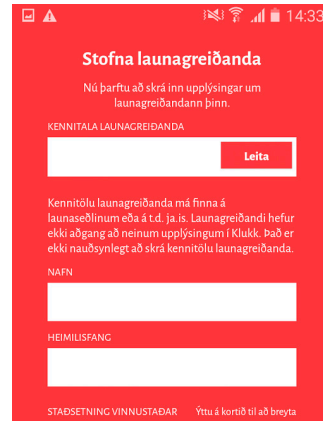 14:33
Stofna launagreiðanda
Nú þarftu að skrá inn upplýsingar um
launagreiðandann þinn.
KENNITALA LAUNAGREIÐANDA
Leita
Kennitölu launagreiðanda má finna á
launaseðlinum eða á t.d. ja.is. Launagreiðandi hefur
ekki aðgang að neinum upplýsingum í Klukk. Það er
ekki nauðsynlegt að skrá kennitölu launagreiðanda.
NAFN
HEIMILISFANG
STAÐSETNING VINNUSTAÐAR Ýttu á kortið til að breyta